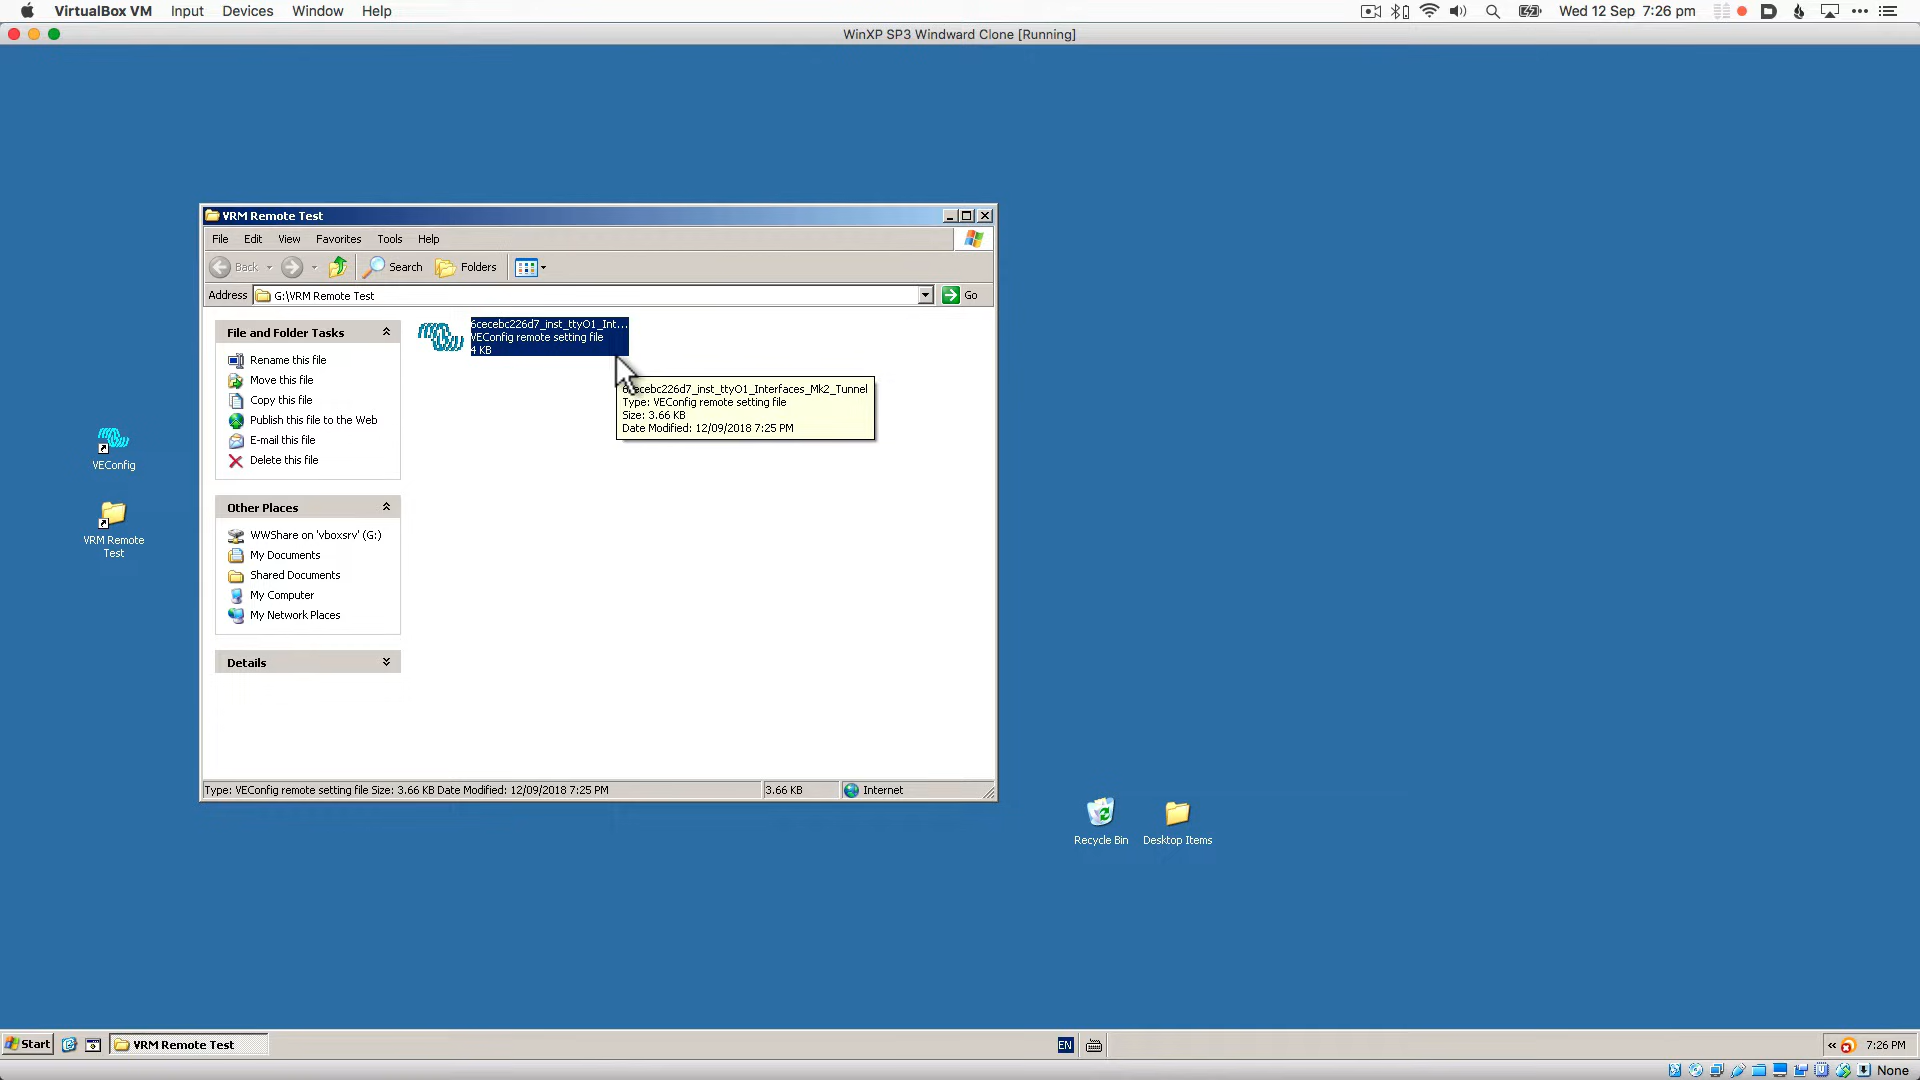 VirtualBox VM Input Devices Window Help
Wed 12 Sep 7:26 pm
WinXP SP3 Windward Clone [Running]
VRM Remote Test
File Edit View Favorites Tools Help
Back Search Folders
Address G:\VRM Remote Test Go
File and Folder Tasks
Rename this file
Move this file
Copy this file
Publish this file to the Web
E-mail this file
Delete this file
Other Places
WWShare on 'vboxsrv' (G:)
My Documents
Shared Documents
My Computer
My Network Places
Details
6cecebc226d7_inst_ttyO1_Int...
VEConfig remote setting file
4 KB
ecebc226d7_inst_ttyO1_Interfaces_Mk2_Tunnel
Type: VEConfig remote setting file
Size: 3.66 KB
Date Modified: 12/09/2018 7:25 PM
Type: VEConfig remote setting file Size: 3.66 KB Date Modified: 12/09/2018 7:25 PM
3.66 KB
Internet
VEConfig
VRM Remote
Test
Recycle Bin
Desktop Items
Start
VRM Remote Test
EN
7:26 PM
None